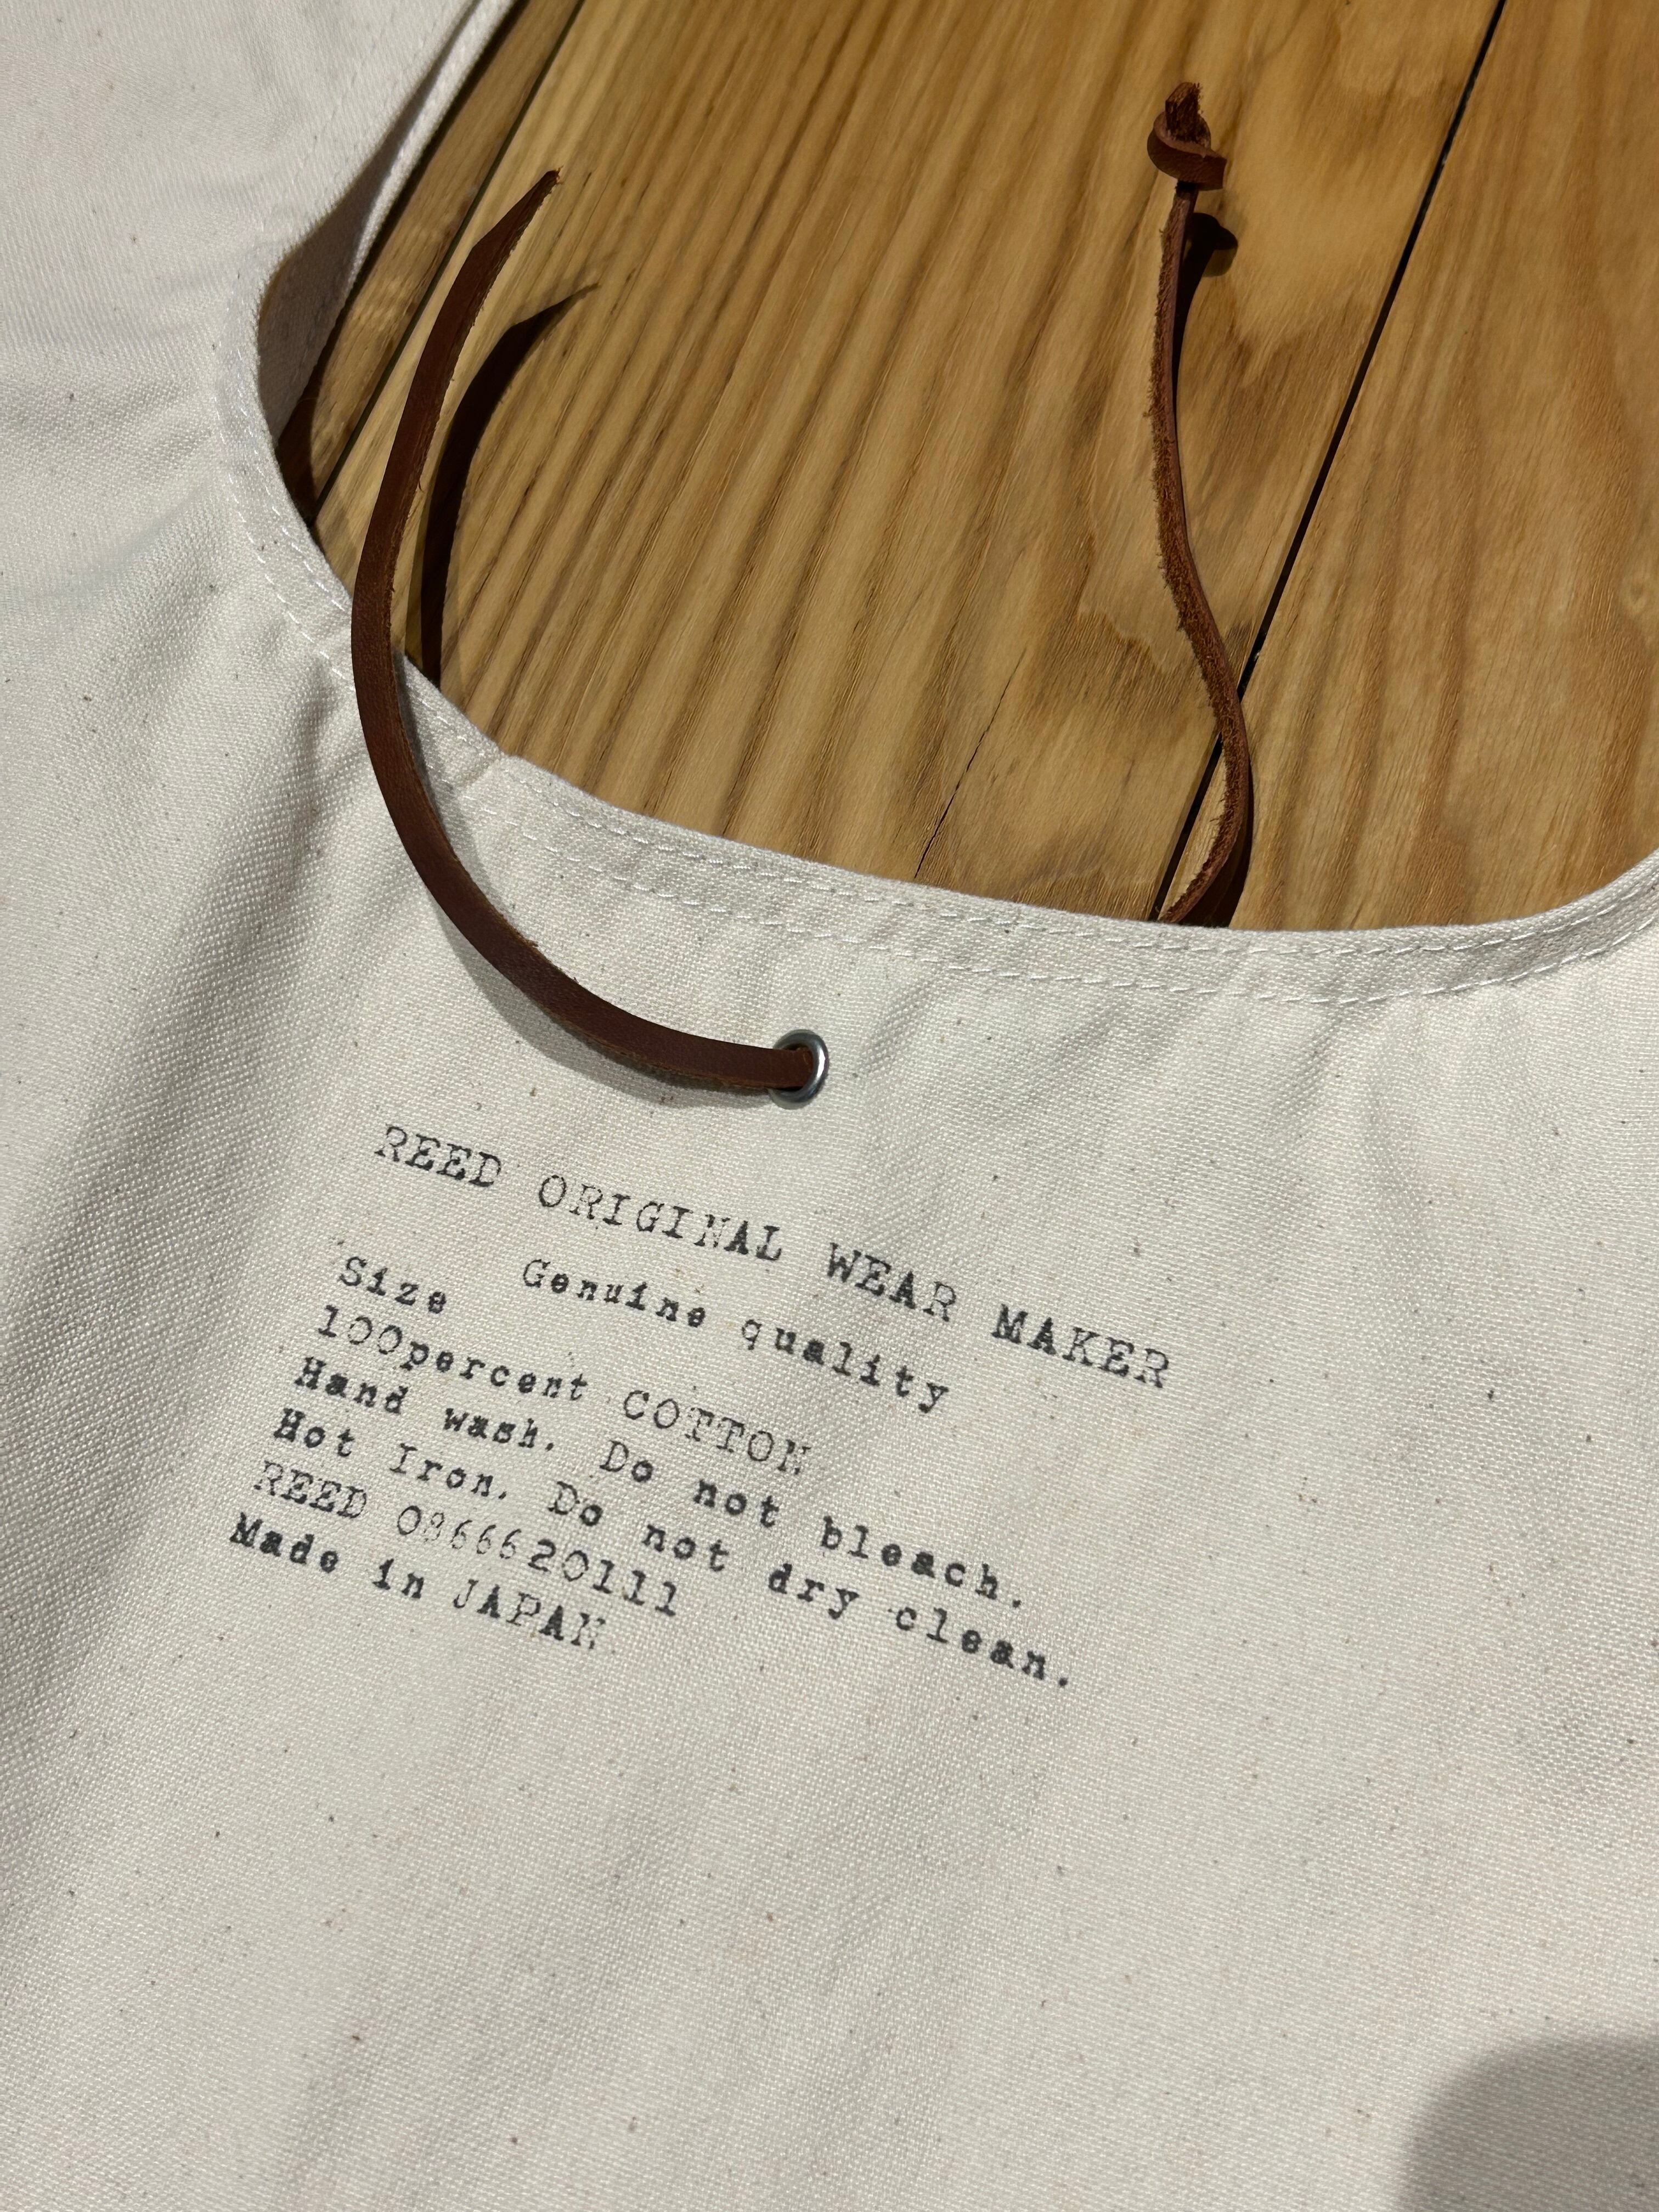 REED ORIGINAL WEAR MAKER
Genuine quality
Size
100percent COTTON
Hand wash. Do not bleach.
Hot Iron. Do not dry clean.
REED 0866620111
Made in JAPAN